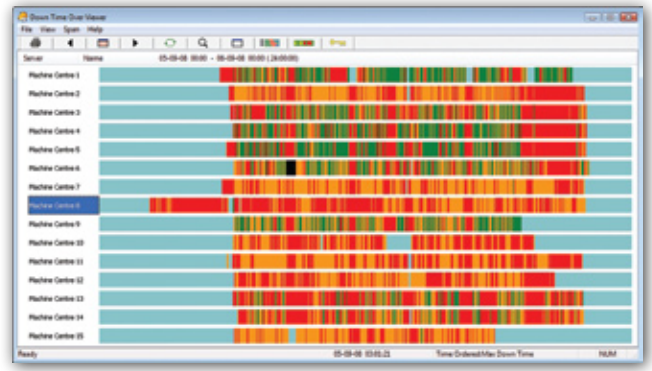 Down Time Over Viewer
File View Span Help
Server Name 05-09-08 00:00 - 06-09-08 00:00 (24:00:00)
Machine Centre 1
Machine Centre 2
Machine Centre 3
Machine Centre 4
Machine Centre 5
Machine Centre 6
Machine Centre 7
Machine Centre 8
Machine Centre 9
Machine Centre 10
Machine Centre 11
Machine Centre 12
Machine Centre 13
Machine Centre 14
Machine Centre 15
Ready 05-09-08 03:01:21 Time Ordered:Max Down Time NUM